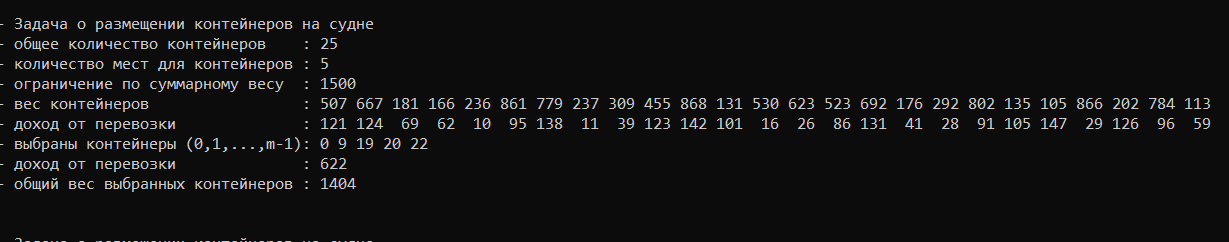 - Задача о размещении контейнеров на судне
- общее количество контейнеров : 25
- количество мест для контейнеров : 5
- ограничение по суммарному весу : 1500
- вес контейнеров : 507 667 181 166 236 861 779 237 309 455 868 131 530 623 523 692 176 292 802 135 105 866 202 784 113
- доход от перевозки : 121 124 69 62 10 95 138 11 39 123 142 101 16 26 86 131 41 28 91 105 147 29 126 96 59
- выбраны контейнеры (0,1,...,m-1): 0 9 19 20 22
- доход от перевозки : 622
- общий вес выбранных контейнеров : 1404